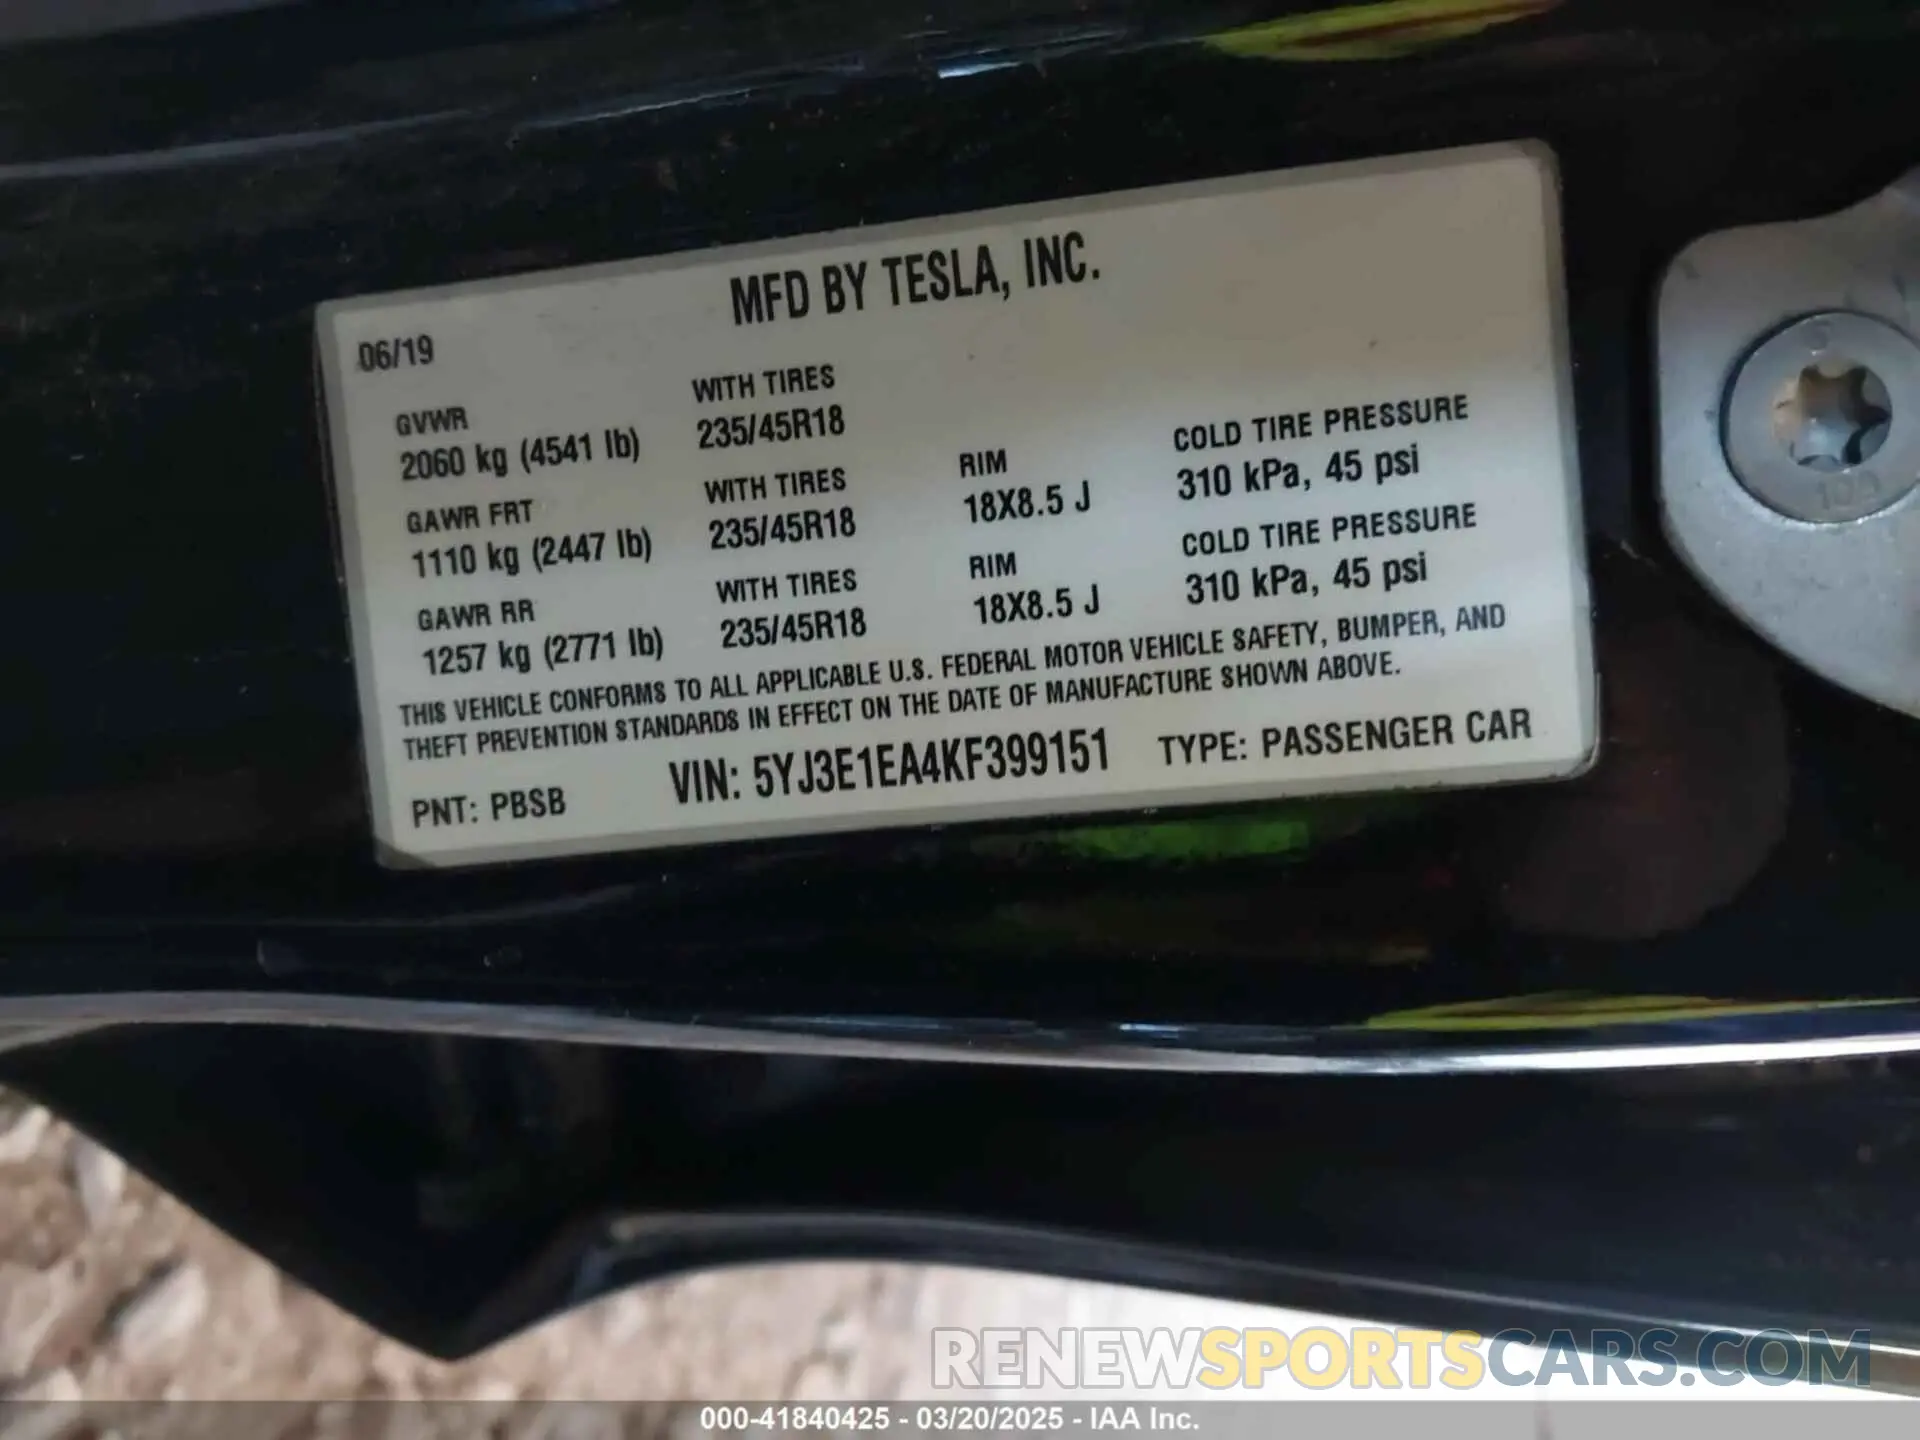 MFD BY TESLA, INC.
06/19
GVWR WITH TIRES
2060 kg (4541 lb) 235/45R18
GAWR FRT WITH TIRES RIM COLD TIRE PRESSURE
1110 kg (2447 lb) 235/45R18 18X8.5 J 310 kPa, 45 psi
GAWR RR WITH TIRES RIM COLD TIRE PRESSURE
1257 kg (2771 lb) 235/45R18 18X8.5 J 310 kPa, 45 psi
THIS VEHICLE CONFORMS TO ALL APPLICABLE U.S. FEDERAL MOTOR VEHICLE SAFETY, BUMPER, AND
THEFT PREVENTION STANDARDS IN EFFECT ON THE DATE OF MANUFACTURE SHOWN ABOVE.
PNT: PBSB VIN: 5YJ3E1EA4KF399151 TYPE: PASSENGER CAR
RENEWSPORTSCARS.COM
000-41840425 - 03/20/2025 - IAA Inc.